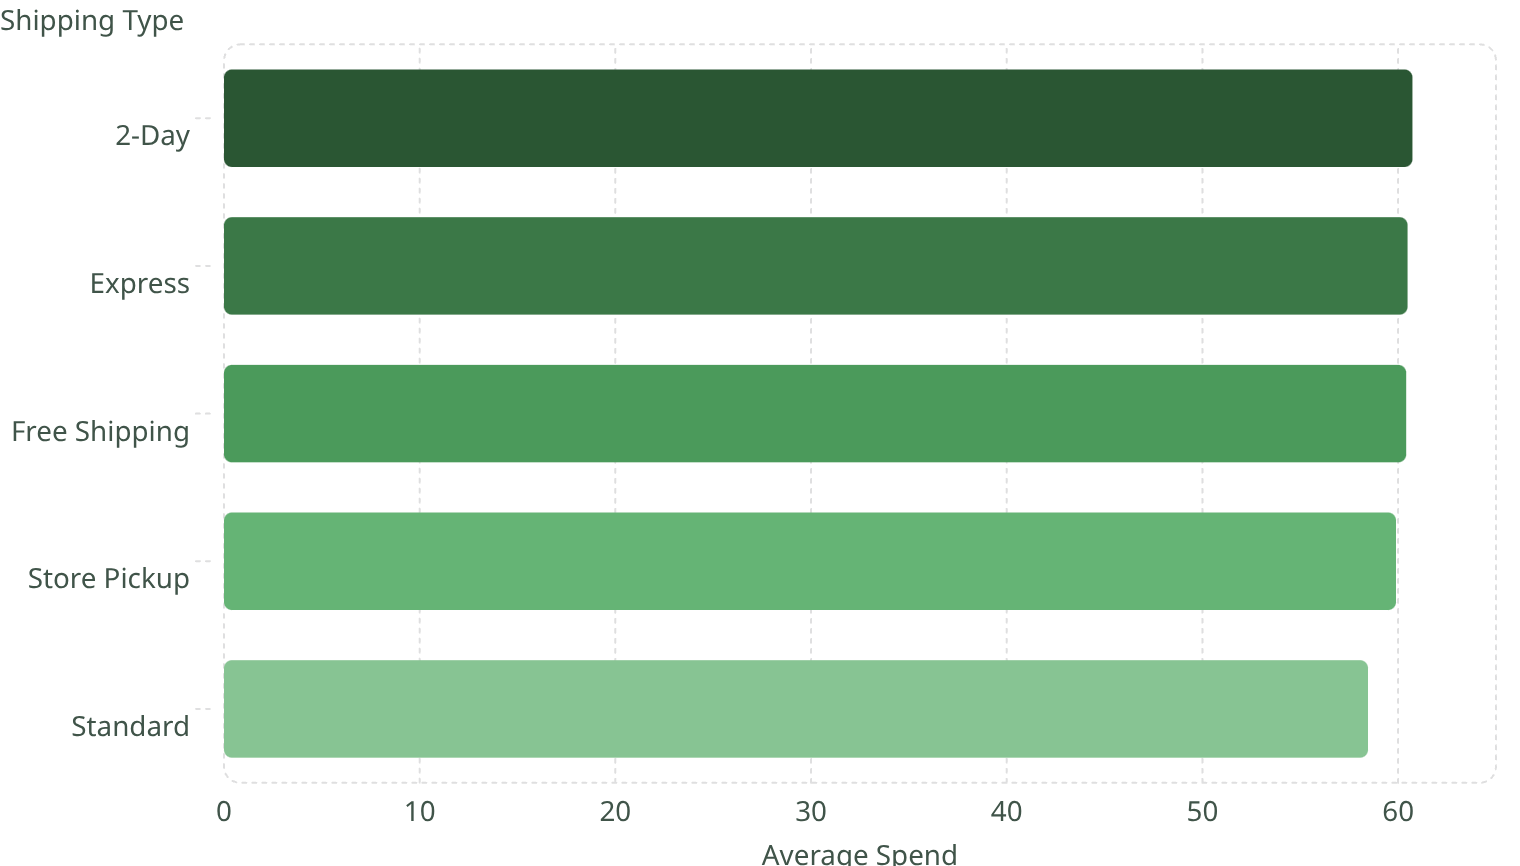 Shipping Type
2-Day
Express
Free Shipping
Store Pickup
Standard
0 10 20 30 40 50 60
Average Spend